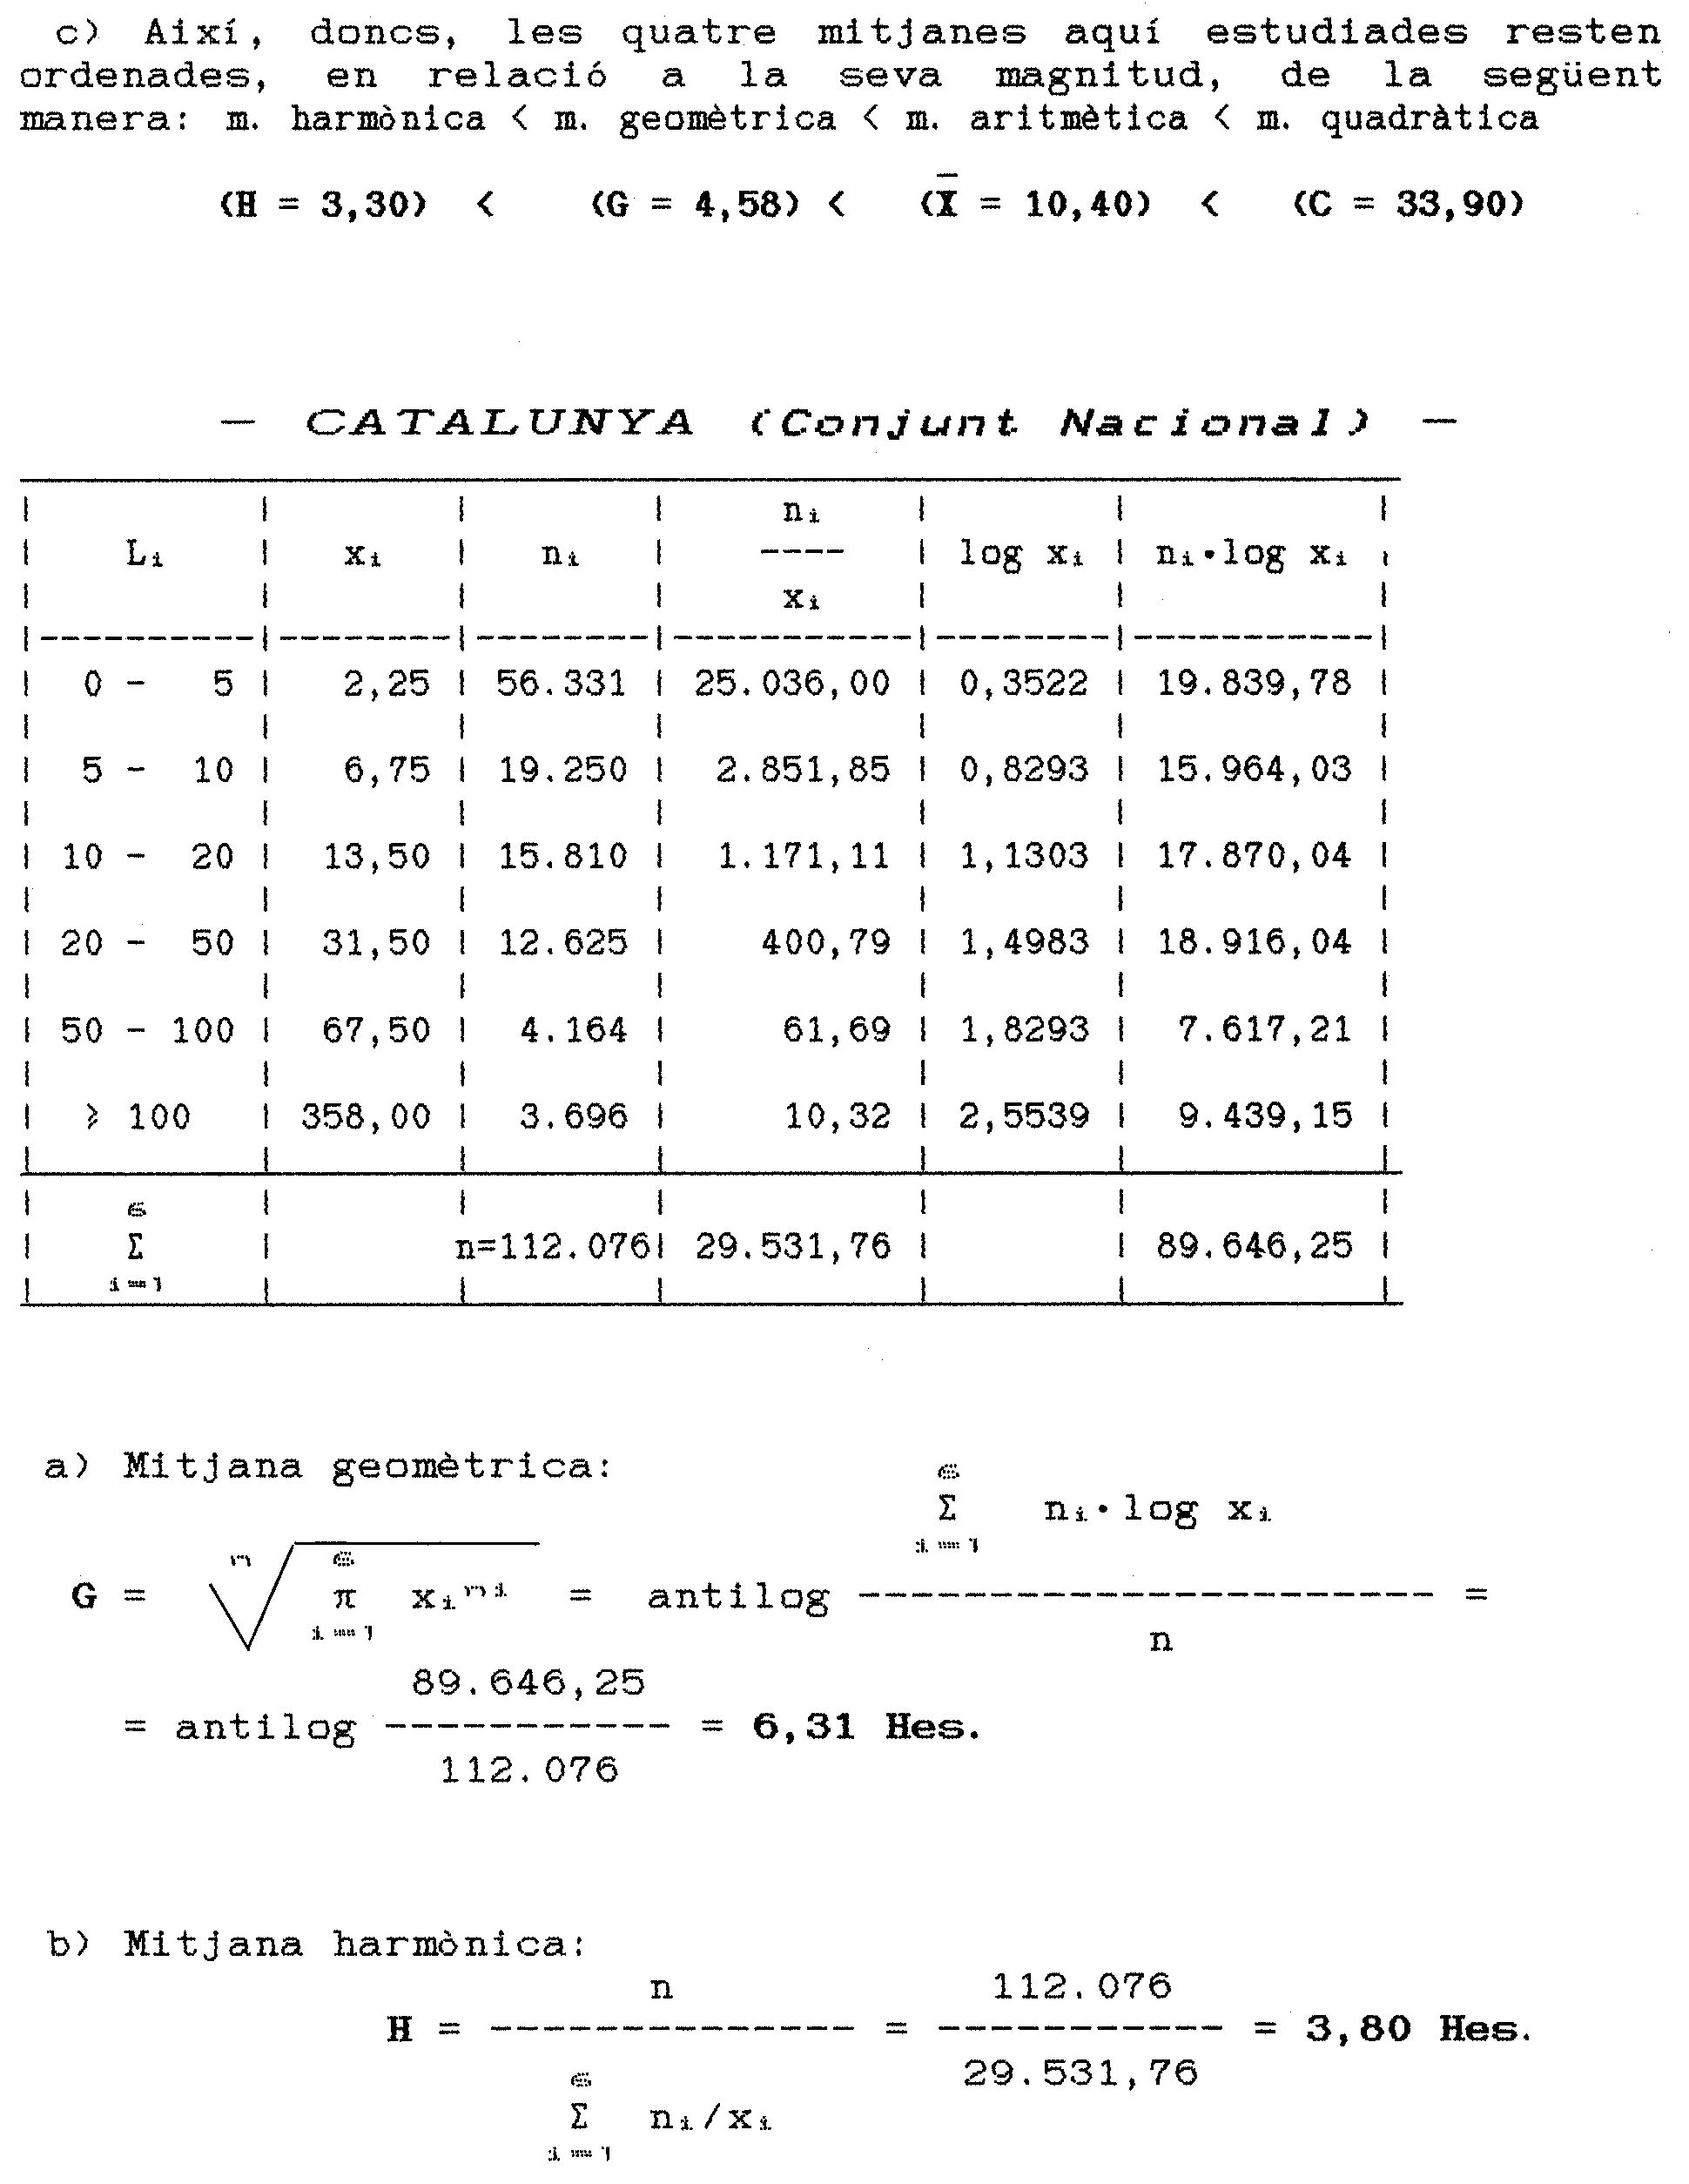 c) Així, doncs, les quatre mitjanes aquí estudiades resten
ordenades, en relació a la seva magnitud, de la següent
manera: m. harmònica < m. geomètrica < m. aritmètica < m. quadràtica
(H = 3,30) < (G = 4,58) < (X̅ = 10,40) < (C = 33,90)
— CATALUNYA (Conjunt Nacional) —
Li | xi | ni | ni ---- xi | log xi | ni·log xi
0 - 5 | 2,25 | 56.331 | 25.036,00 | 0,3522 | 19.839,78
5 - 10 | 6,75 | 19.250 | 2.851,85 | 0,8293 | 15.964,03
10 - 20 | 13,50 | 15.810 | 1.171,11 | 1,1303 | 17.870,04
20 - 50 | 31,50 | 12.625 | 400,79 | 1,4983 | 18.916,04
50 - 100 | 67,50 | 4.164 | 61,69 | 1,8293 | 7.617,21
≥ 100 | 358,00 | 3.696 | 10,32 | 2,5539 | 9.439,15
6
Σ | n=112.076 | 29.531,76 | 89.646,25
i=1
a) Mitjana geomètrica:
6
Σ ni·log xi
i=1
n 6
G = √ π xi ni = antilog ---------------------- =
i=1 n
89.646,25
= antilog ----------- = 6,31 Hes.
112.076
b) Mitjana harmònica:
n 112.076
H = -------------- = ----------- = 3,80 Hes.
6 29.531,76
Σ ni/xi
i=1